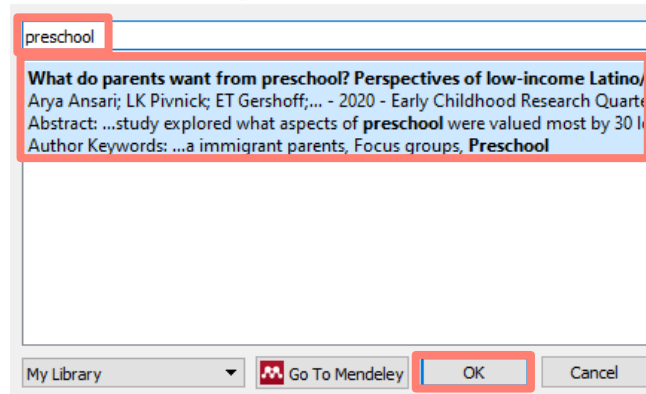 preschool
What do parents want from preschool? Perspectives of low-income Latino/
Arya Ansari; LK Pivnick; ET Gershoff;... - 2020 - Early Childhood Research Quarte
Abstract: ...study explored what aspects of preschool were valued most by 30 l
Author Keywords: ...a immigrant parents, Focus groups, Preschool
My Library Go To Mendeley OK Cancel